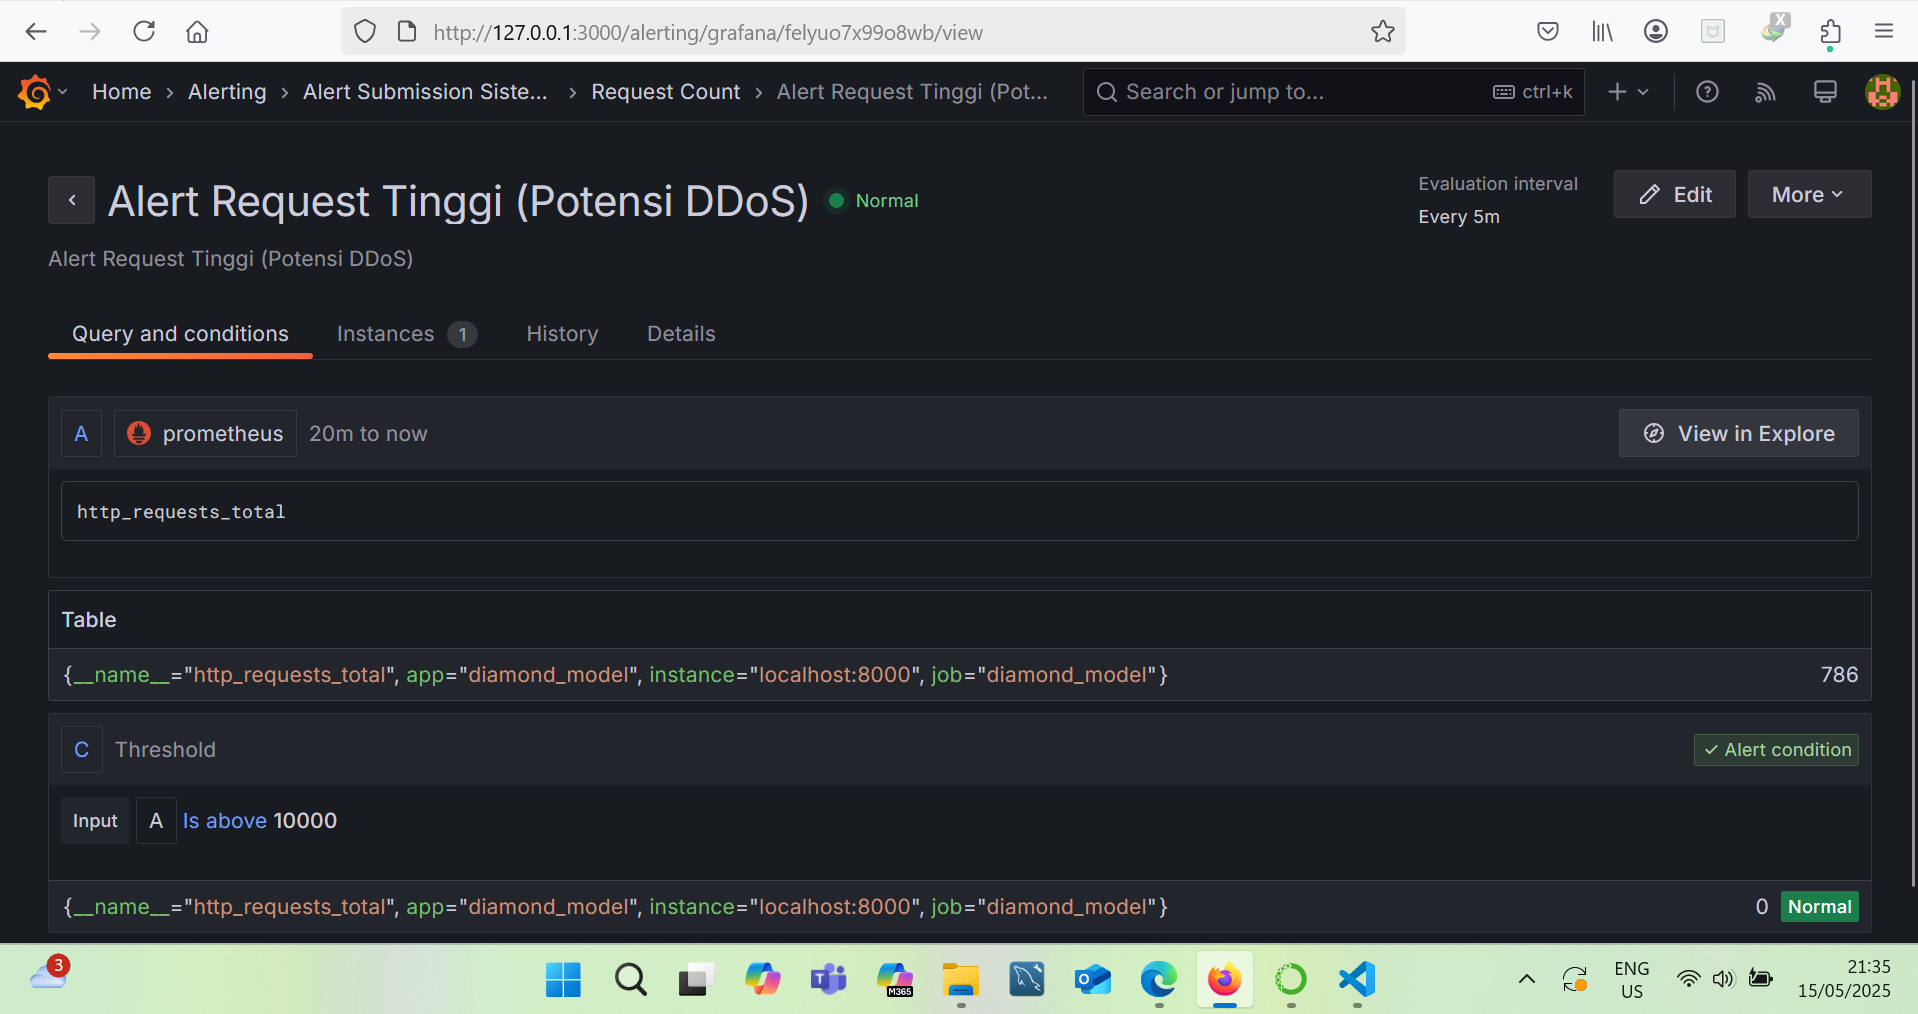 http://127.0.0.1:3000/alerting/grafana/felyuo7x99o8wb/view
X
Home › Alerting › Alert Submission Siste... › Request Count › Alert Request Tinggi (Pot...
Search or jump to... ctrl+k
Alert Request Tinggi (Potensi DDoS) Normal
Evaluation interval
Every 5m
Edit
More
Alert Request Tinggi (Potensi DDoS)
Query and conditions Instances 1 History Details
A prometheus 20m to now View in Explore
http_requests_total
Table
{__name__="http_requests_total", app="diamond_model", instance="localhost:8000", job="diamond_model"} 786
C Threshold Alert condition
Input A Is above 10000
{__name__="http_requests_total", app="diamond_model", instance="localhost:8000", job="diamond_model"} 0 Normal
3
M365
ENG
US
21:35
15/05/2025